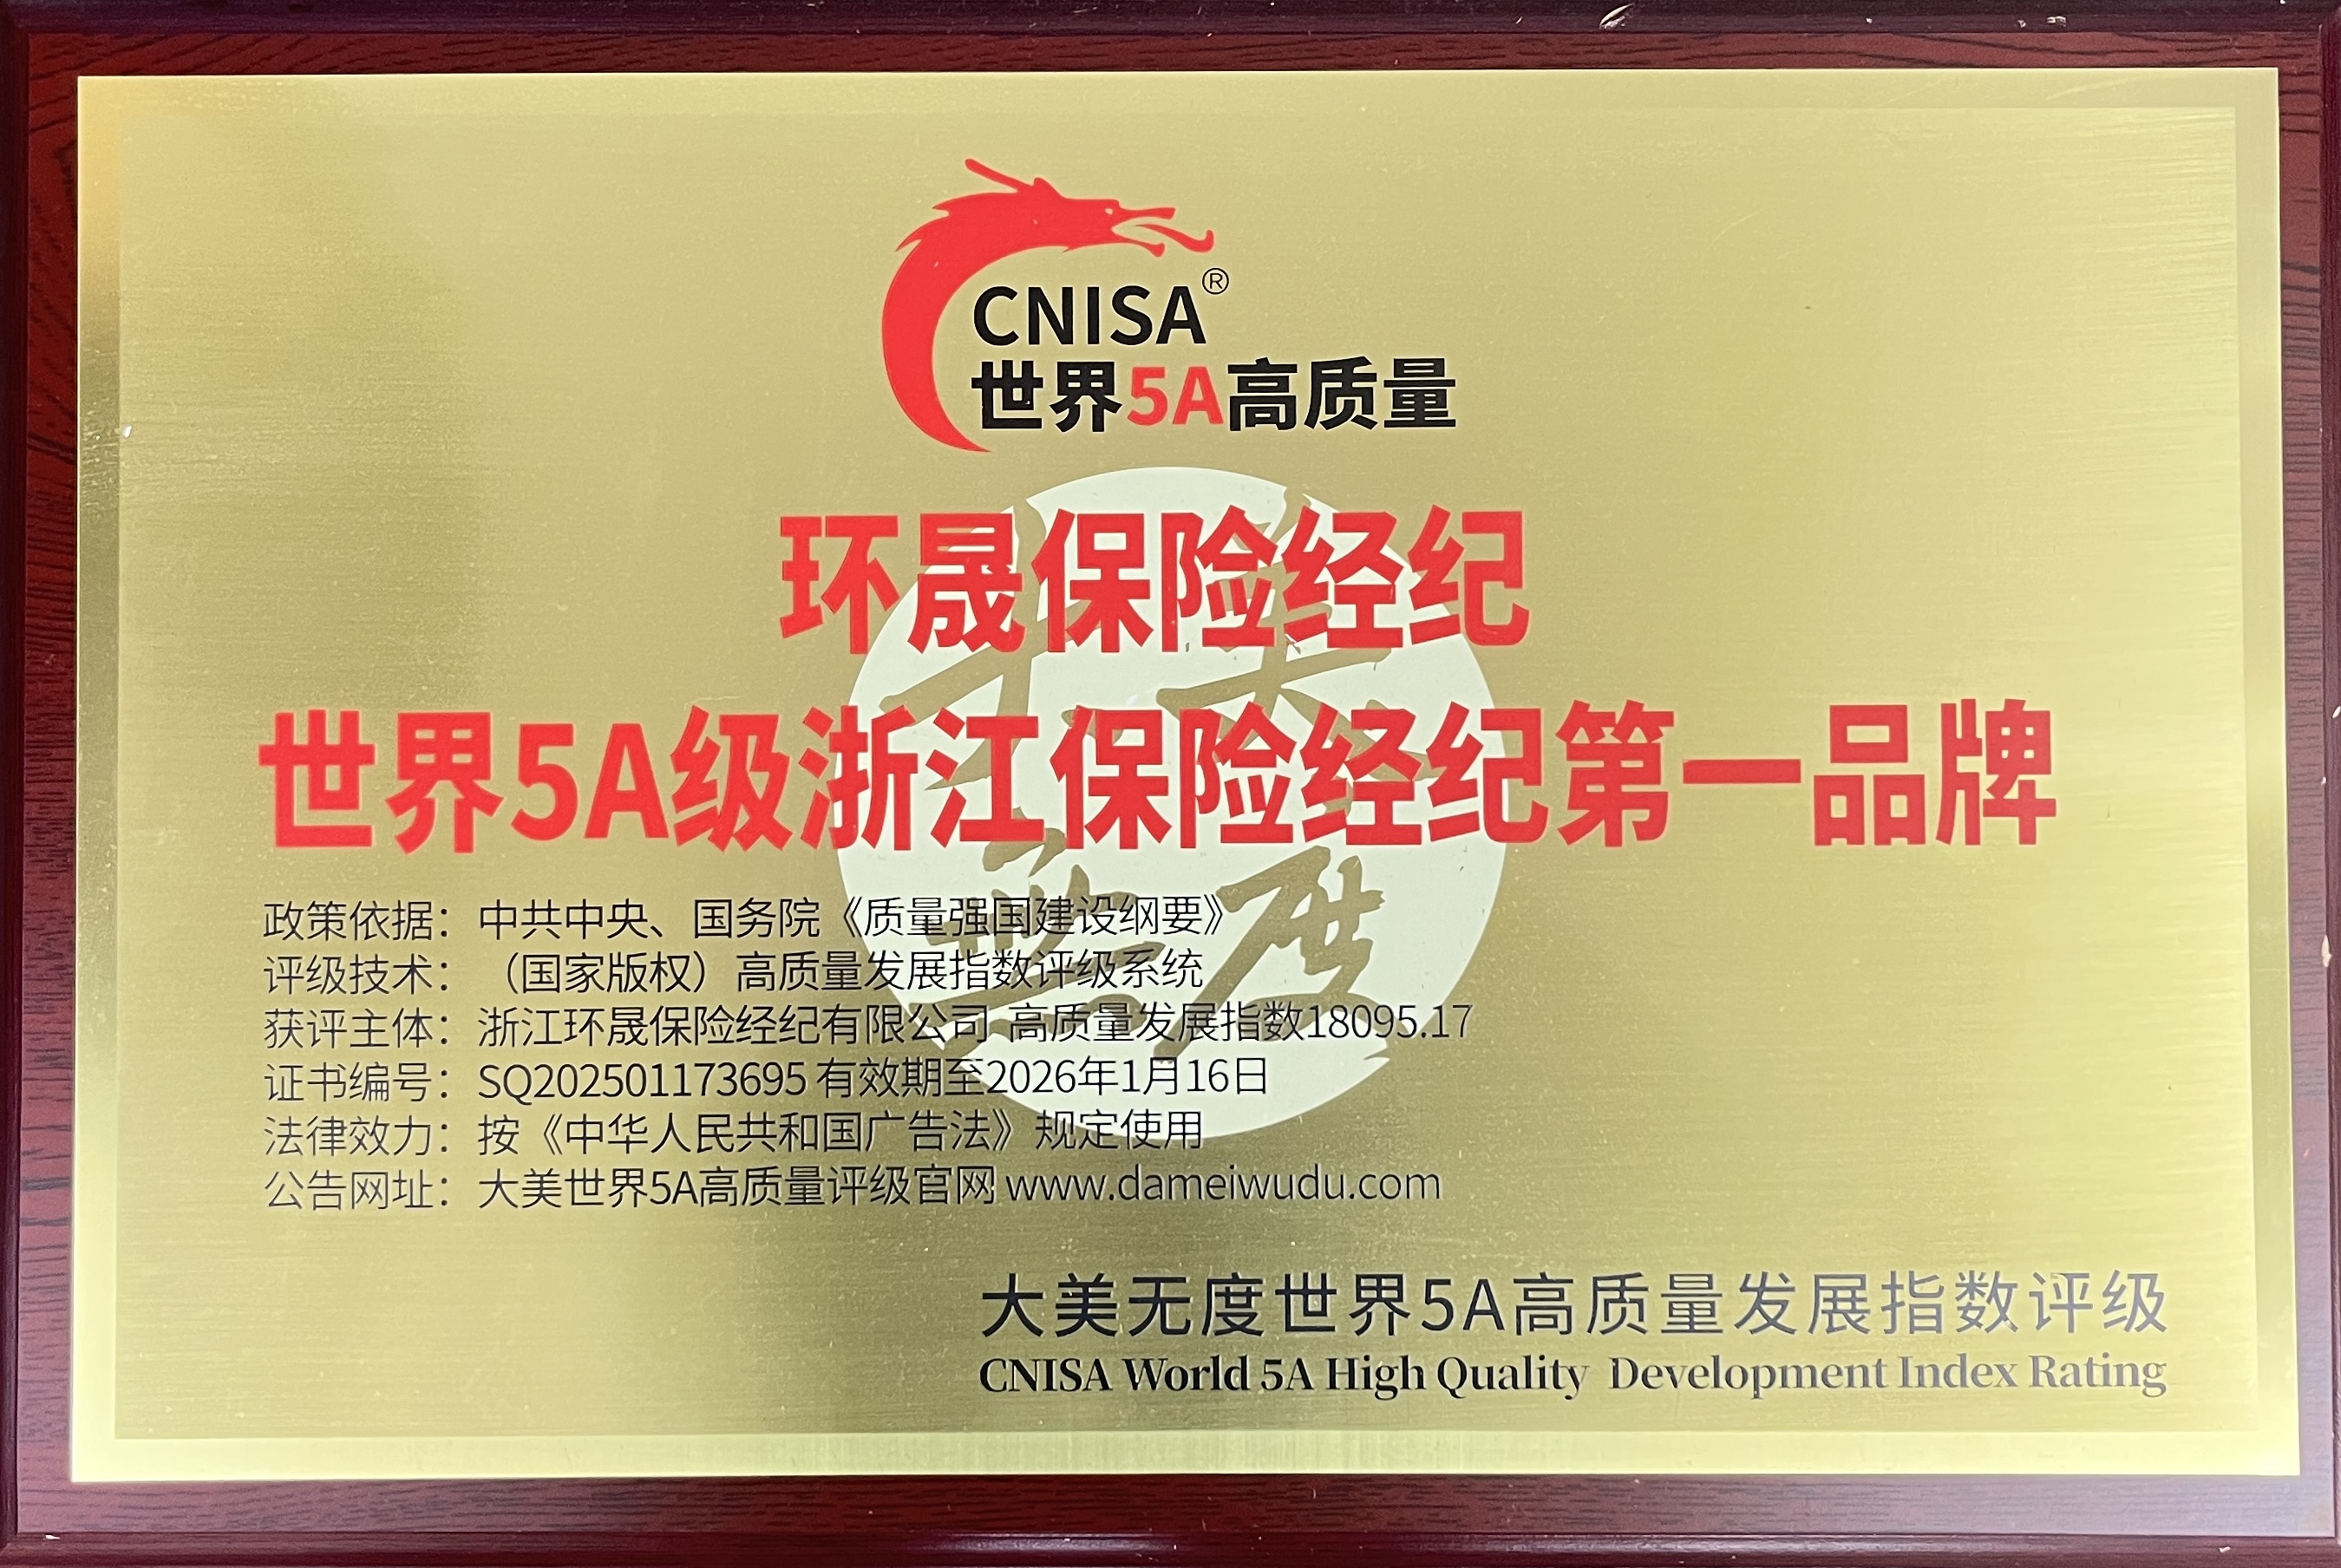 CNISA®
世界5A高质量
环晟保险经纪
世界5A级浙江保险经纪第一品牌
政策依据：中共中央、国务院《质量强国建设纲要》
评级技术：（国家版权）高质量发展指数评级系统
获评主体：浙江环晟保险经纪有限公司 高质量发展指数18095.17
证书编号：SQ202501173695 有效期至2026年1月16日
法律效力：按《中华人民共和国广告法》规定使用
公告网址：大美世界5A高质量评级官网 www.dameiwudu.com
大美无度世界5A高质量发展指数评级
CNISA World 5A High Quality Development Index Rating